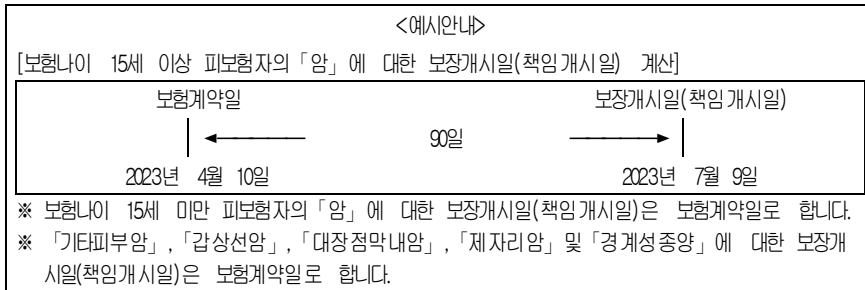 <예시안내>
[보험나이 15세 이상 피보험자의「암」에 대한 보장개시일(책임개시일) 계산]
보험계약일 보장개시일(책임개시일)
90일
2023년 4월 10일 2023년 7월 9일
※ 보험나이 15세 미만 피보험자의「암」에 대한 보장개시일(책임개시일)은 보험계약일로 합니다.
※ 「기타피부암」,「갑상선암」,「대장점막내암」,「제자리암」및「경계성종양」에 대한 보장개
시일(책임개시일)은 보험계약일로 합니다.